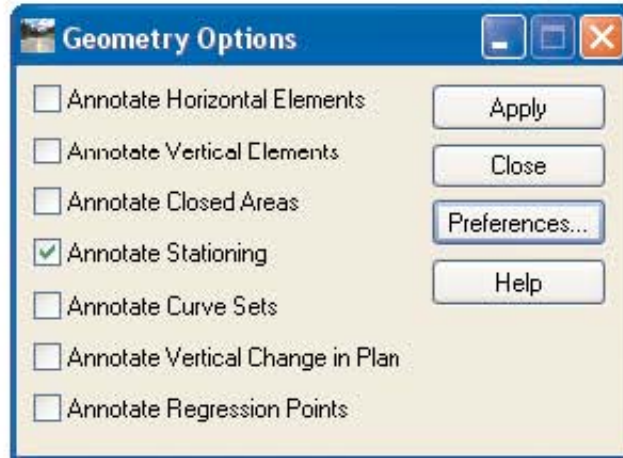 Geometry Options
Annotate Horizontal Elements
Annotate Vertical Elements
Annotate Closed Areas
Annotate Stationing
Annotate Curve Sets
Annotate Vertical Change in Plan
Annotate Regression Points
Apply
Close
Preferences...
Help